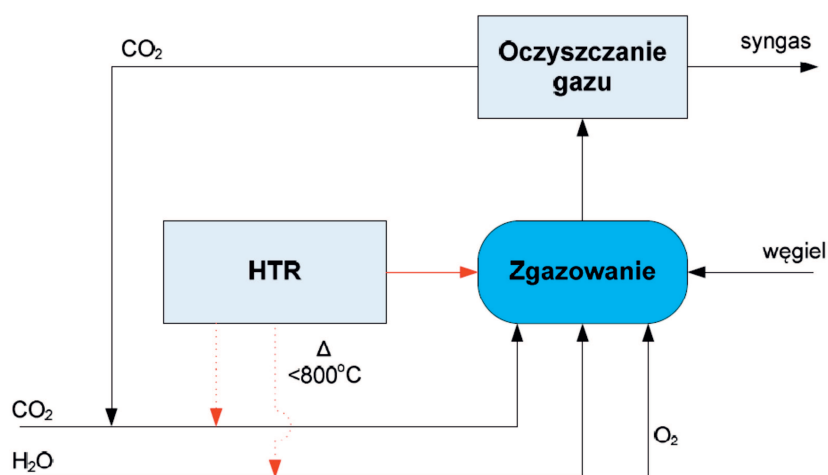 CO₂
Oczyszczanie
gazu
syngas
HTR
Zgazowanie
węgiel
Δ
<800°C
CO₂
H₂O
O₂